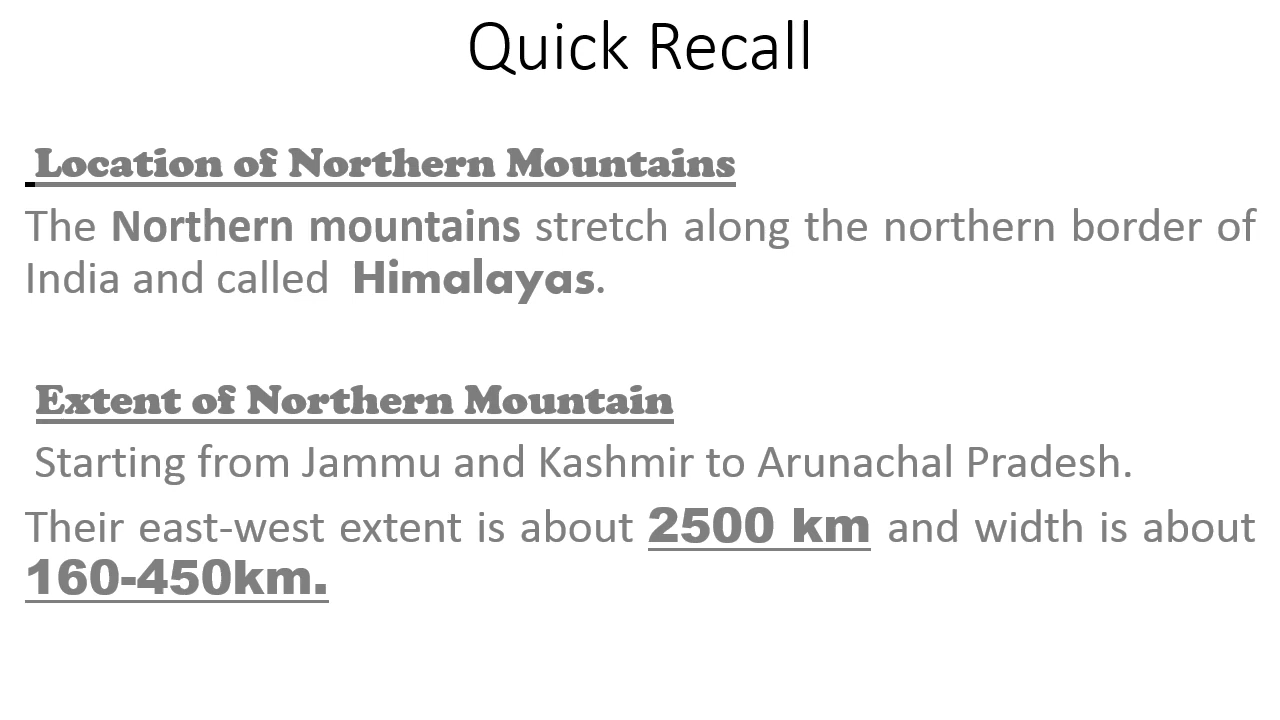 Quick Recall
Location of Northern Mountains
The Northern mountains stretch along the northern border of
India and called Himalayas.
Extent of Northern Mountain
Starting from Jammu and Kashmir to Arunachal Pradesh.
Their east-west extent is about 2500 km and width is about
160-450km.